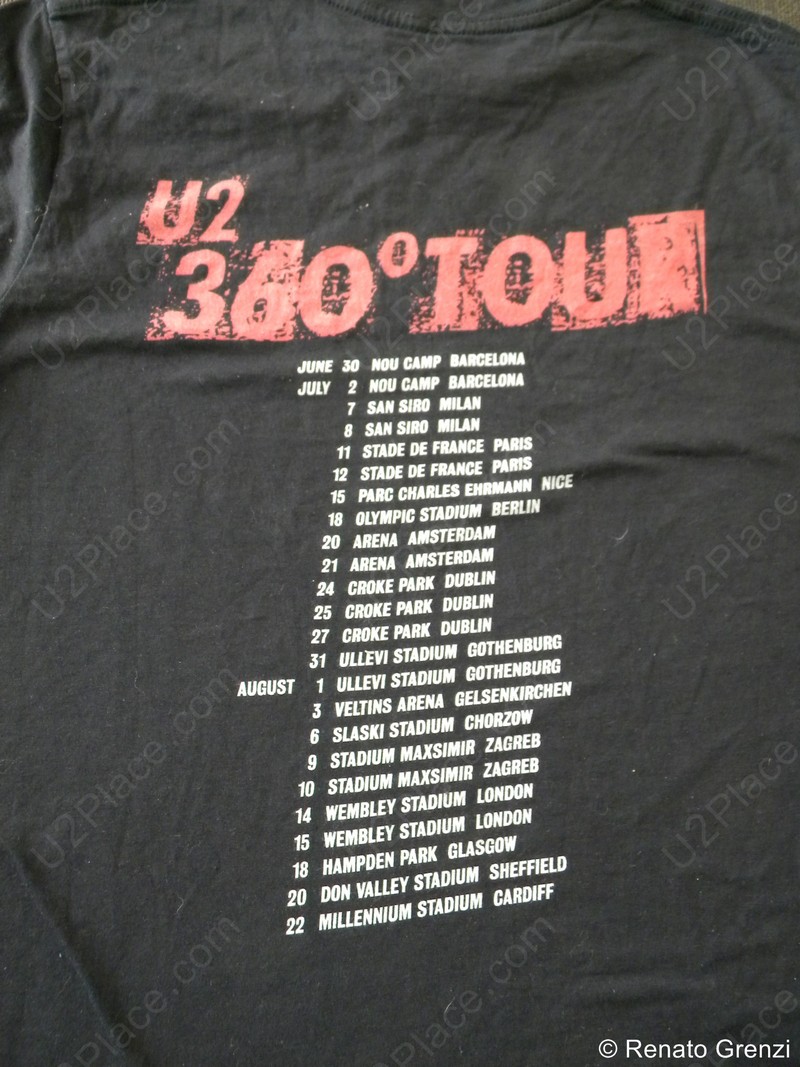 U2
360° TOUR
JUNE 30 NOU CAMP BARCELONA
JULY 2 NOU CAMP BARCELONA
7 SAN SIRO MILAN
8 SAN SIRO MILAN
11 STADE DE FRANCE PARIS
12 STADE DE FRANCE PARIS
15 PARC CHARLES EHRMANN NICE
18 OLYMPIC STADIUM BERLIN
20 ARENA AMSTERDAM
21 ARENA AMSTERDAM
24 CROKE PARK DUBLIN
25 CROKE PARK DUBLIN
27 CROKE PARK DUBLIN
31 ULLEVI STADIUM GOTHENBURG
AUGUST 1 ULLEVI STADIUM GOTHENBURG
3 VELTINS ARENA GELSENKIRCHEN
6 SLASKI STADIUM CHORZOW
9 STADIUM MAXSIMIR ZAGREB
10 STADIUM MAXSIMIR ZAGREB
14 WEMBLEY STADIUM LONDON
15 WEMBLEY STADIUM LONDON
18 HAMPDEN PARK GLASGOW
20 DON VALLEY STADIUM SHEFFIELD
22 MILLENNIUM STADIUM CARDIFF
U2Place.com
© Renato Grenzi